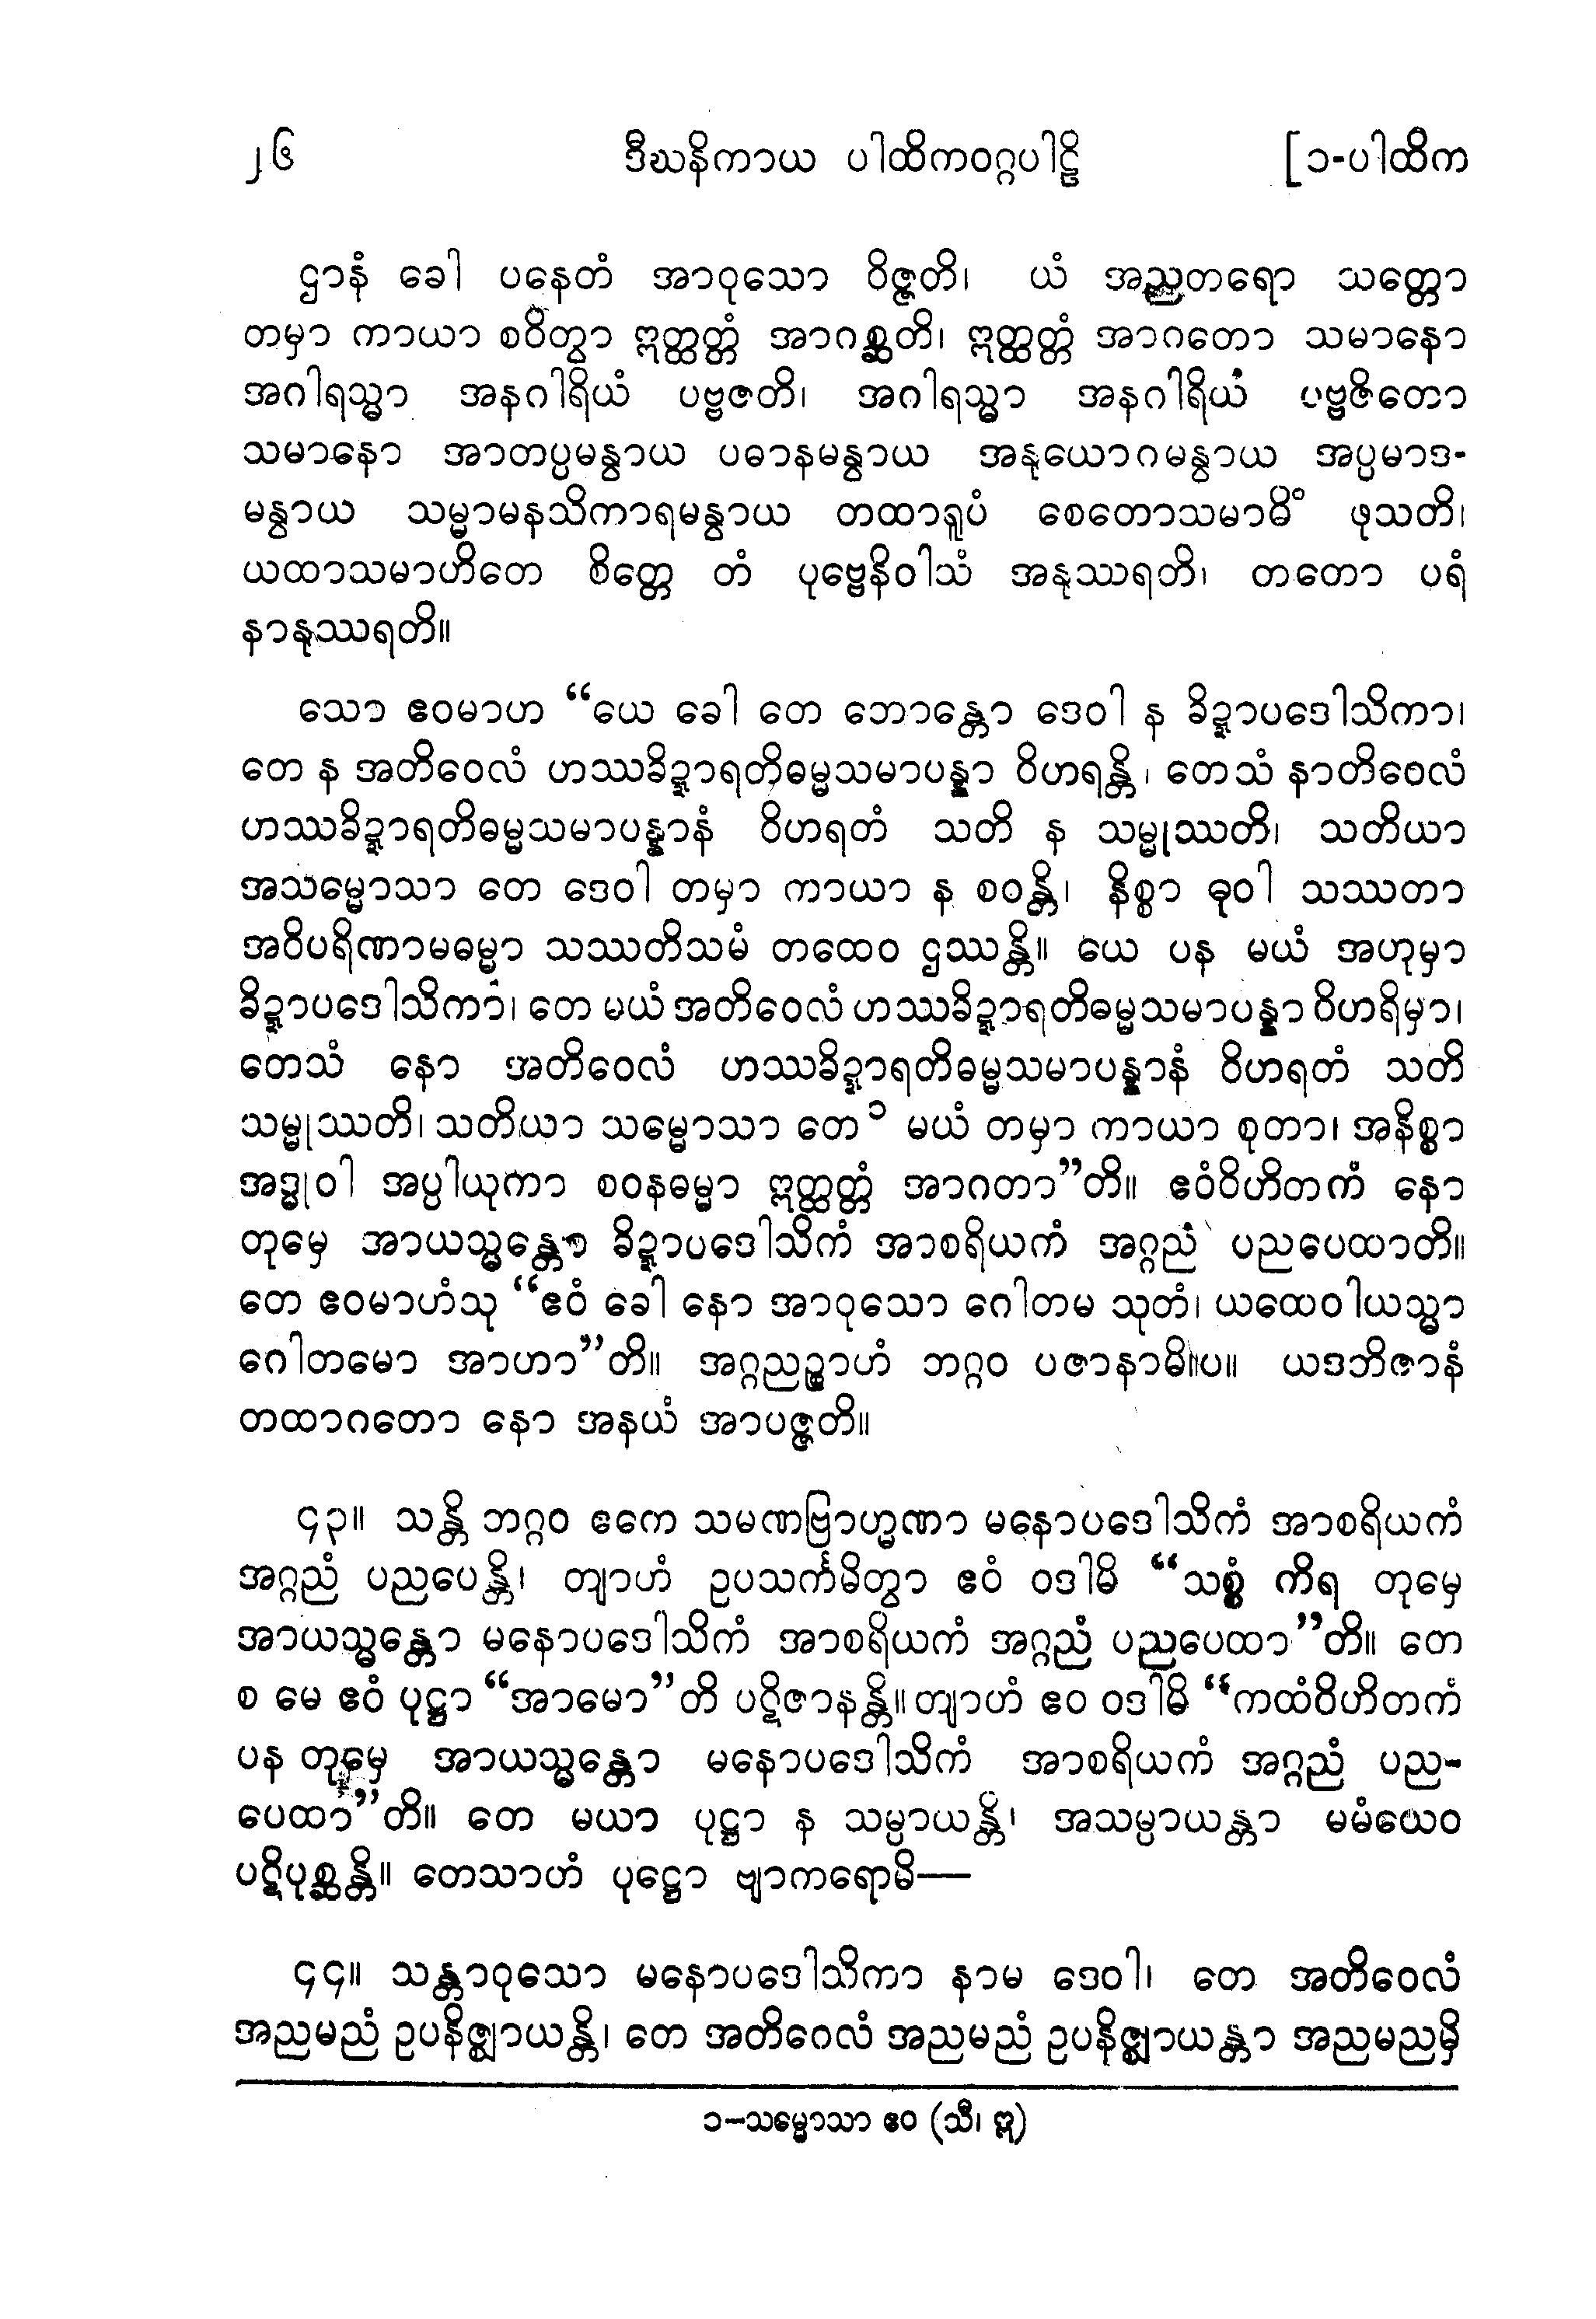 ၂၆ ဒီဃနိကာယ ပါထိကဝဂ္ဂပါဠိ [၁-ပါထိက
ဌာနံ ခေါ ပနေတံ အာဝုသော ဝိဇ္ဇတိ၊ ယံ အညတရော သတ္တော
တမှာ ကာယာ စဝိတွာ ဣတ္ထတ္တံ အာဂစ္ဆတိ၊ ဣတ္ထတ္တံ အာဂတော သမာနော
အဂါရသ္မာ အနဂါရိယံ ပဗ္ဗဇတိ၊ အဂါရသ္မာ အနဂါရိယံ ပဗ္ဗဇိတော
သမာနော အာတပ္ပမန္ဝာယ ပဓာနမန္ဝာယ အနုယောဂမန္ဝာယ အပ္ပမာဒ-
မန္ဝာယ သမ္မာမနသိကာရမန္ဝာယ တထာရူပံ စေတောသမာဓိံ ဖုသတိ၊
ယထာသမာဟိတေ စိတ္တေ တံ ပုဗ္ဗေနိဝါသံ အနုဿရတိ၊ တတော ပရံ
နာနုဿရတိ။
သော ဧဝမာဟ “ယေ ခေါ တေ ဘောန္တော ဒေဝါ န ခိဍ္ဍာပဒေါသိကာ၊
တေ န အတိဝေလံ ဟဿခိဍ္ဍာရတိဓမ္မသမာပန္နာ ဝိဟရန္တိ၊ တေသံ နာတိဝေလံ
ဟဿခိဍ္ဍာရတိဓမ္မသမာပန္နာနံ ဝိဟရတံ သတိ န သမ္မုဿတိ၊ သတိယာ
အသမ္မောသာ တေ ဒေဝါ တမှာ ကာယာ န စဝန္တိ၊ နိစ္စာ ဓုဝါ သဿတာ
အဝိပရိဏာမဓမ္မာ သဿတိသမံ တထေဝ ဌဿန္တိ။ ယေ ပန မယံ အဟုမှာ
ခိဍ္ဍာပဒေါသိကာ၊ တေ မယံ အတိဝေလံ ဟဿခိဍ္ဍာရတိဓမ္မသမာပန္နာ ဝိဟရိမှာ၊
တေသံ နော အတိဝေလံ ဟဿခိဍ္ဍာရတိဓမ္မသမာပန္နာနံ ဝိဟရတံ သတိ
သမ္မုဿတိ၊ သတိယာ သမ္မောသာ တေ ၁ မယံ တမှာ ကာယာ စုတာ၊ အနိစ္စာ
အဒ္ဓုဝါ အပ္ပါယုကာ စဝနဓမ္မာ ဣတ္ထတ္တံ အာဂတာ”တိ။ ဧဝံဝိဟိတကံ နော
တုမှေ အာယသ္မန္တော ခိဍ္ဍာပဒေါသိကံ အာစရိယကံ အဂ္ဂညံ ပညပေထာတိ။
တေ ဧဝမာဟံသု “ဧဝံ ခေါ နော အာဝုသော ဂေါတမ သုတံ၊ ယထေဝါယသ္မာ
ဂေါတမော အာဟာ”တိ။ အဂ္ဂညဉ္စာဟံ ဘဂ္ဂဝ ပဇာနာမိ။ပ။ ယဒဘိဇာနံ
တထာဂတော နော အနယံ အာပဇ္ဇတိ။
၄၃။ သန္တိ ဘဂ္ဂဝ ဧကေ သမဏဗြာဟ္မဏာ မနောပဒေါသိကံ အာစရိယကံ
အဂ္ဂညံ ပညပေန္တိ၊ တျာဟံ ဥပသင်္ကမိတွာ ဧဝံ ဝဒါမိ “သစ္စံ ကိရ တုမှေ
အာယသ္မန္တော မနောပဒေါသိကံ အာစရိယကံ အဂ္ဂညံ ပညပေထာ”တိ။ တေ
စ မေ ဧဝံ ပုဋ္ဌာ “အာမော”တိ ပဋိဇာနန္တိ။ တျာဟံ ဧဝ ဝဒါမိ “ကထံဝိဟိတကံ
ပန တုမှေ အာယသ္မန္တော မနောပဒေါသိကံ အာစရိယကံ အဂ္ဂညံ ပည-
ပေထာ”တိ။ တေ မယာ ပုဋ္ဌာ န သမ္ပာယန္တိ၊ အသမ္ပာယန္တာ မမံယေဝ
ပဋိပုစ္ဆန္တိ။ တေသာဟံ ပုဋ္ဌော ဗျာကရောမိ—
၄၄။ သန္တာဝုသော မနောပဒေါသိကာ နာမ ဒေဝါ၊ တေ အတိဝေလံ
အညမညံ ဥပနိဇ္ဈာယန္တိ၊ တေ အတိဝေလံ အညမညံ ဥပနိဇ္ဈာယန္တာ အညမညမှိ
၁-သမ္မောသာ ဧဝ (သီ၊ ဣ)